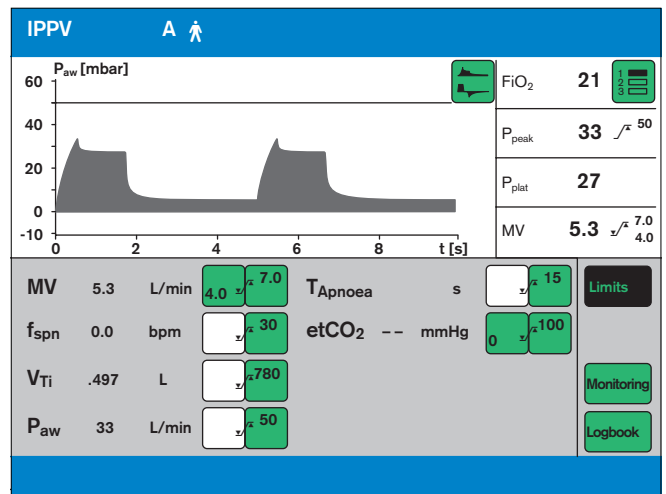 IPPV A
Paw [mbar]
60
40
20
0
-10
0 2 4 6 8 t [s]
1
2
3
FiO2 21
Ppeak 33 50
Pplat 27
MV 5.3 7.0
4.0
MV 5.3 L/min 4.0 7.0
TApnoea s 15
Limits
fspn 0.0 bpm 30
etCO2 -- mmHg 0 100
VTi .497 L 780
Monitoring
Paw 33 L/min 50
Logbook